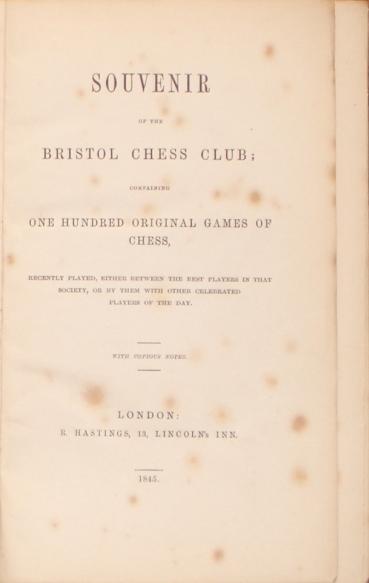 SOUVENIR
OF THE
BRISTOL CHESS CLUB;
CONTAINING
ONE HUNDRED ORIGINAL GAMES OF
CHESS,
RECENTLY PLAYED, EITHER BETWEEN THE BEST PLAYERS IN THAT
SOCIETY, OR BY THEM WITH OTHER CELEBRATED
PLAYERS OF THE DAY.
WITH COPIOUS NOTES.
LONDON:
R. HASTINGS, 13, LINCOLN'S INN.
1845.